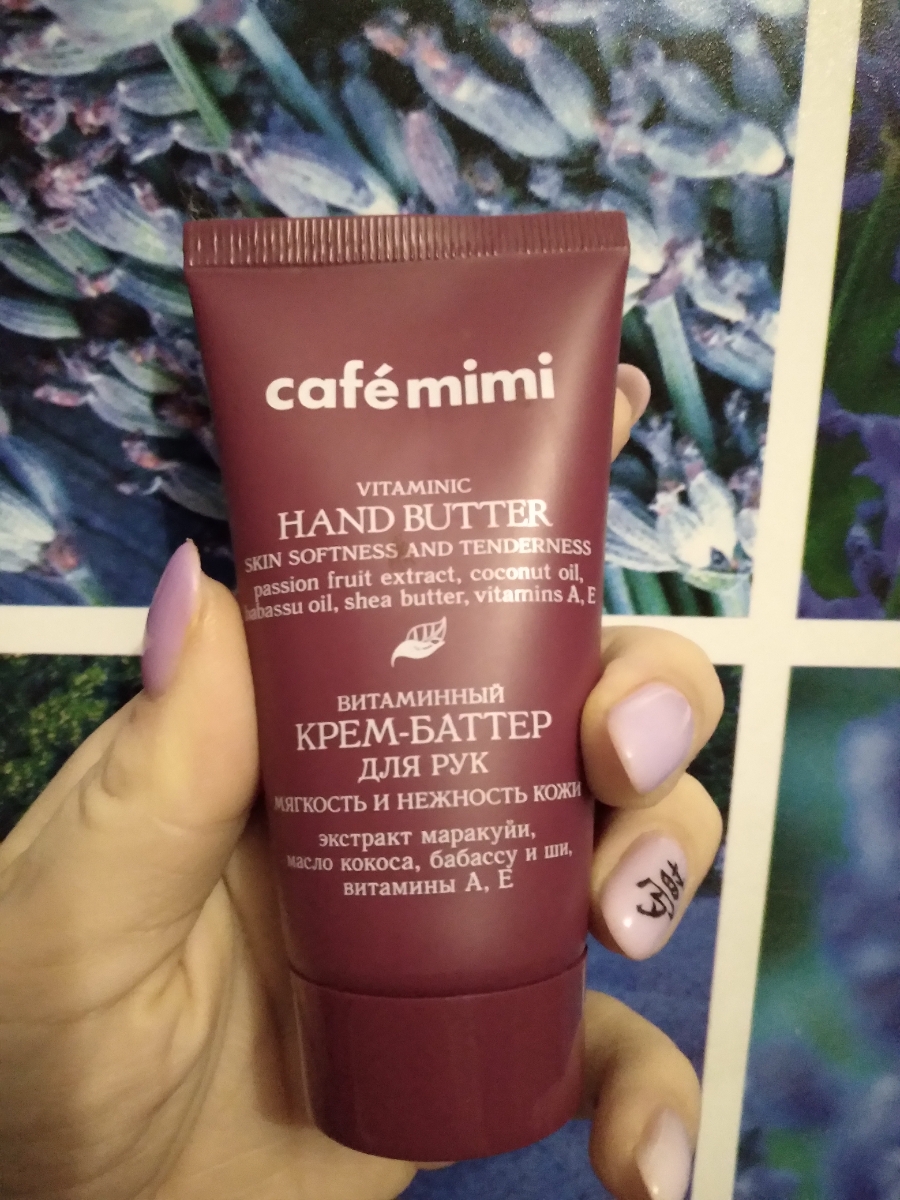 café mimi
VITAMINIC
HAND BUTTER
SKIN SOFTNESS AND TENDERNESS
passion fruit extract, coconut oil,
babassu oil, shea butter, vitamins A, E
ВИТАМИННЫЙ
КРЕМ-БАТТЕР
ДЛЯ РУК
МЯГКОСТЬ И НЕЖНОСТЬ КОЖИ
экстракт маракуйи,
масло кокоса, бабассу и ши,
витамины А, Е